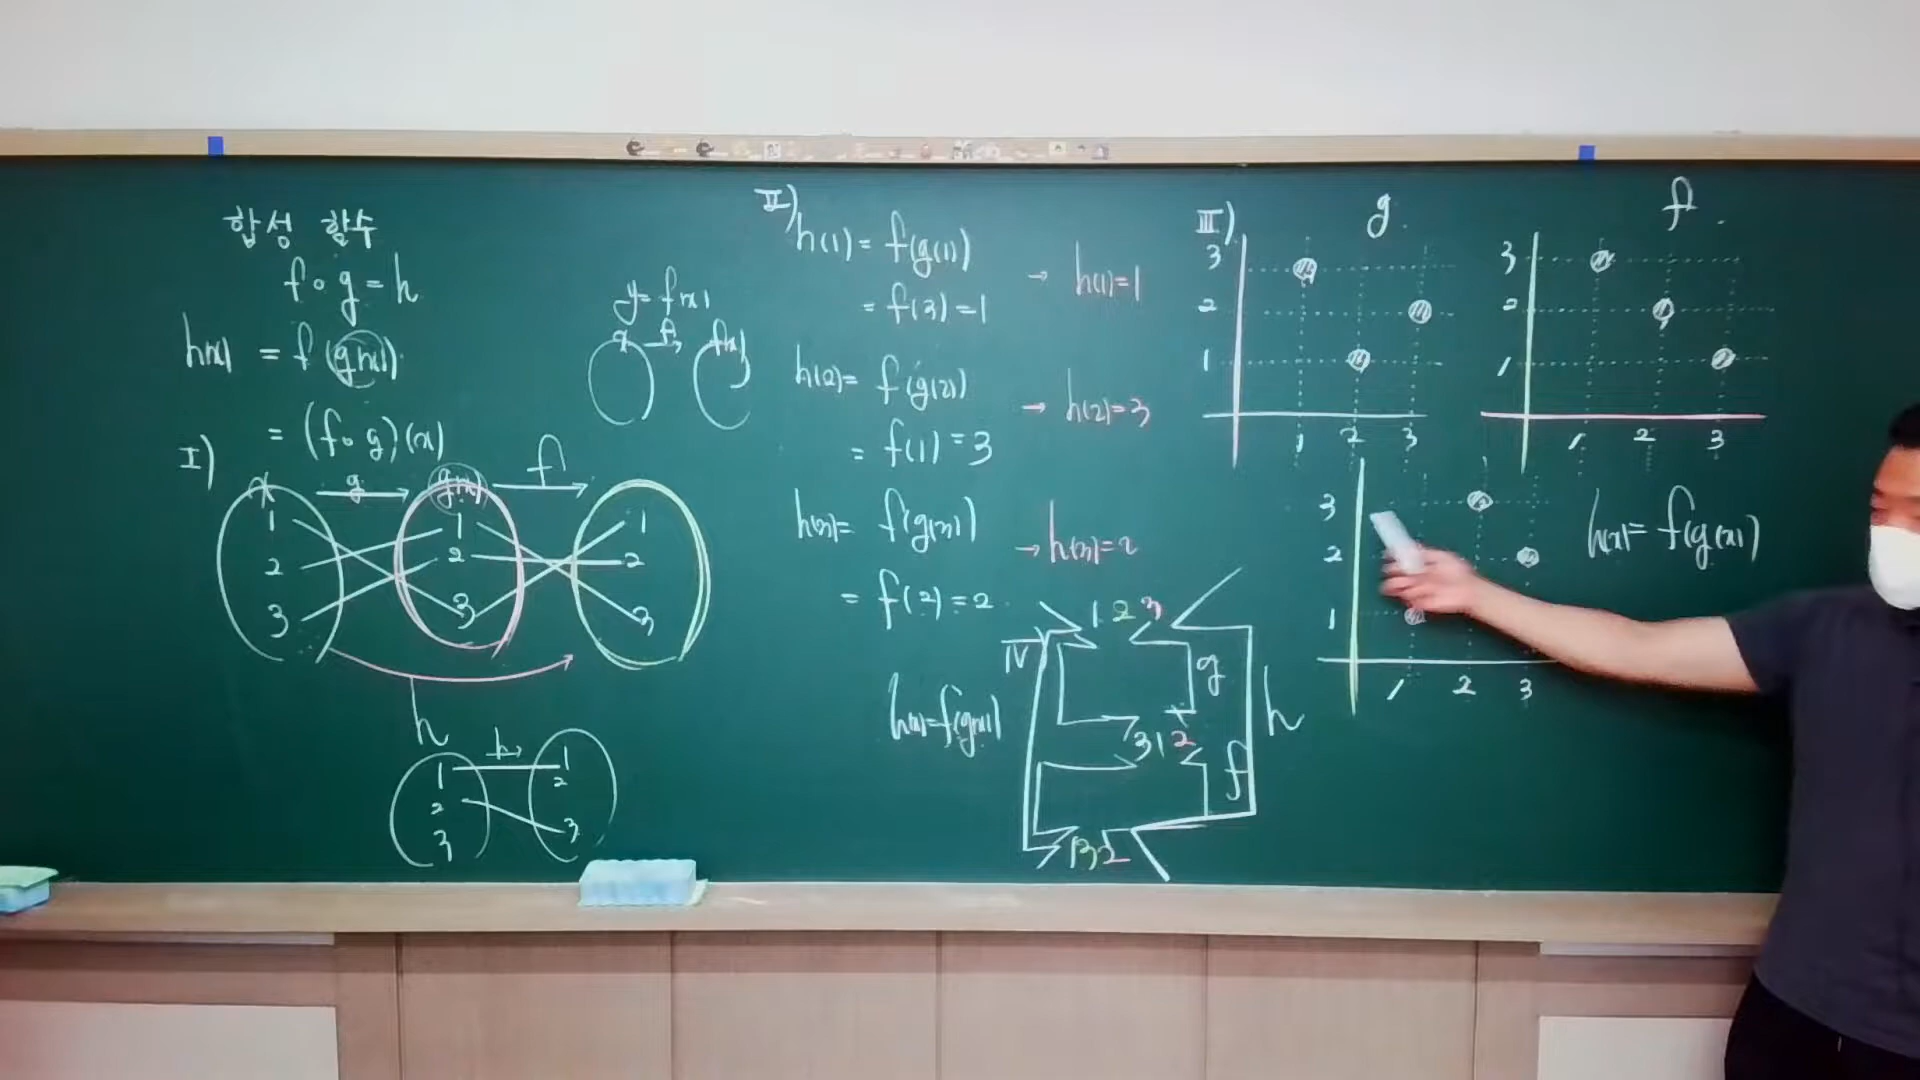 합성 함수
f∘g = h
h(x) = f(g(x))
= (f∘g)(x)
y = f(x)
x f f(x)
I)
x g g(x) f
1 1 1
2 2 2
3 3 3
h
h
1 1
2 2
3 3
II)
h(1) = f(g(1)) → h(1)=1
= f(3) = 1
h(2) = f(g(2)) → h(2)=3
= f(1) = 3
h(3) = f(g(3)) → h(3)=2
= f(2) = 2
III)
g.
3
2
1
1 2 3
f.
3
2
1
1 2 3
3
2
1
1 2 3
h(x) = f(g(x))
IV
h(x)=f(g(x))
1 2 3
g
3 1 2
f
h
1 3 2